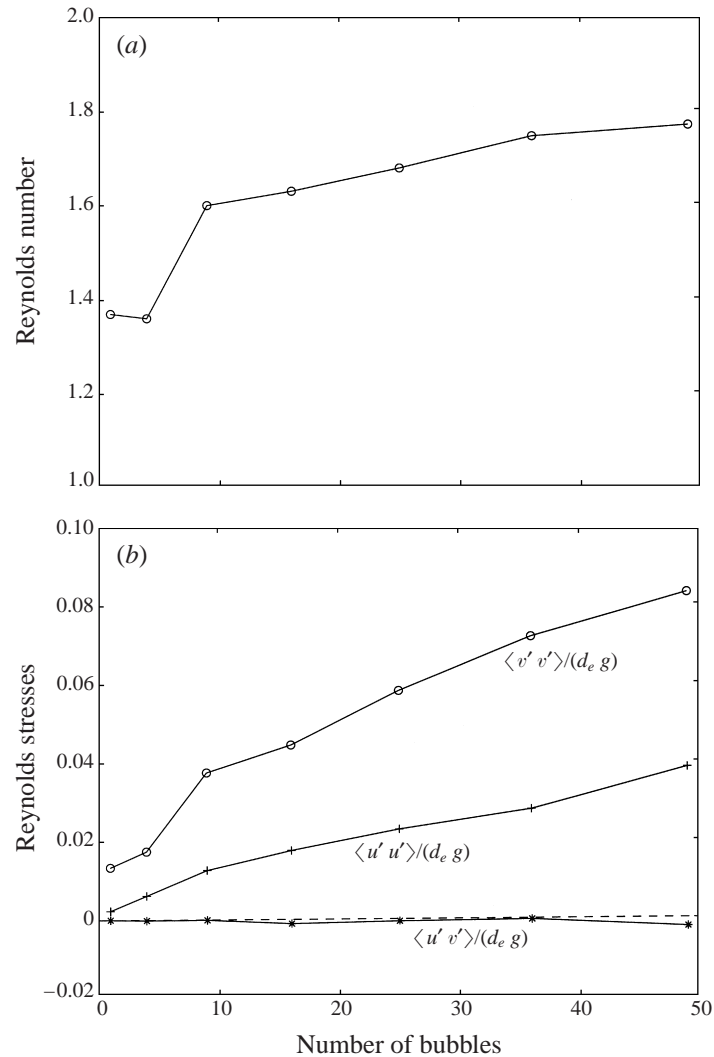 2.0
(a)
1.8
1.6
Reynolds number
1.4
1.2
1.0
0.10
(b)
0.08
⟨v′ v′⟩/(d_e g)
0.06
Reynolds stresses
0.04
0.02
⟨u′ u′⟩/(d_e g)
0
⟨u′ v′⟩/(d_e g)
−0.02
0 10 20 30 40 50
Number of bubbles